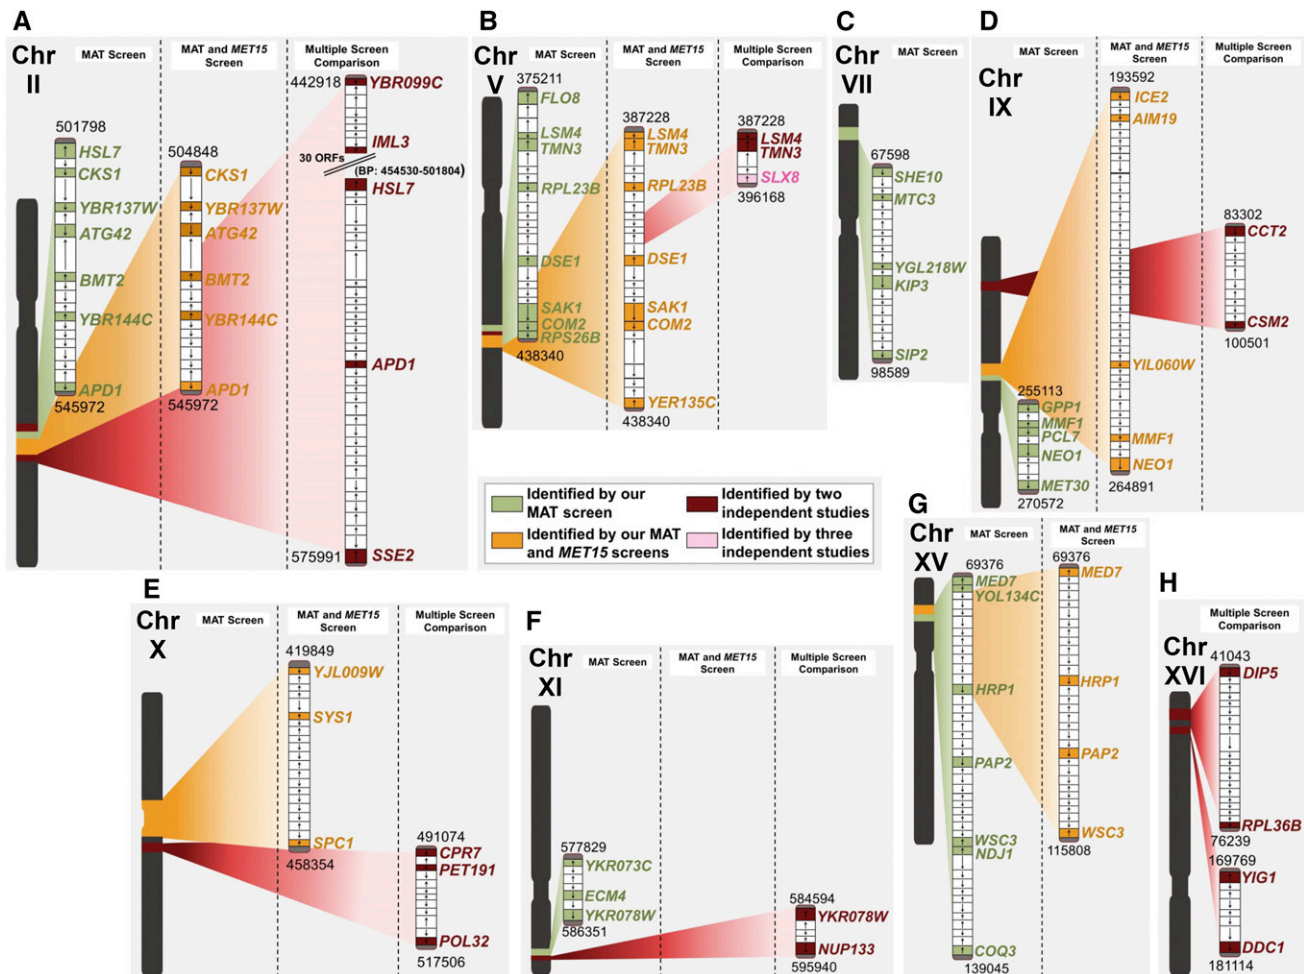 A
Chr
II
MAT Screen
MAT and MET15
Screen
Multiple Screen
Comparison
501798
HSL7
CKS1
YBR137W
ATG42
BMT2
YBR144C
APD1
545972
504848
CKS1
YBR137W
ATG42
BMT2
YBR144C
APD1
545972
442918
YBR099C
IML3
30 ORFs
(BP: 454530-501804)
HSL7
APD1
SSE2
575991
B
Chr
V
MAT Screen
MAT and MET15
Screen
Multiple Screen
Comparison
375211
FLO8
LSM4
TMN3
RPL23B
DSE1
SAK1
COM2
RPS26B
438340
387228
LSM4
TMN3
RPL23B
DSE1
SAK1
COM2
YER135C
438340
387228
LSM4
TMN3
SLX8
396168
C
Chr
VII
MAT Screen
67598
SHE10
MTC3
YGL218W
KIP3
SIP2
98589
D
Chr
IX
MAT Screen
MAT and MET15
Screen
Multiple Screen
Comparison
255113
GPP1
MMF1
PCL7
NEO1
MET30
270572
193592
ICE2
AIM19
YIL060W
MMF1
NEO1
264891
83302
CCT2
CSM2
100501
Identified by our
MAT screen
Identified by two
independent studies
Identified by our MAT
and MET15 screens
Identified by three
independent studies
E
Chr
X
MAT Screen
MAT and MET15
Screen
Multiple Screen
Comparison
419849
YJL009W
SYS1
SPC1
458354
491074
CPR7
PET191
POL32
517506
F
Chr
XI
MAT Screen
MAT and MET15
Screen
Multiple Screen
Comparison
577829
YKR073C
ECM4
YKR078W
586351
584594
YKR078W
NUP133
595940
G
Chr
XV
MAT Screen
MAT and MET15
Screen
69376
MED7
YOL134C
HRP1
PAP2
WSC3
NDJ1
COQ3
139045
69376
MED7
HRP1
PAP2
WSC3
115808
H
Chr
XVI
Multiple Screen
Comparison
41043
DIP5
RPL36B
76239
169769
YIG1
DDC1
181114